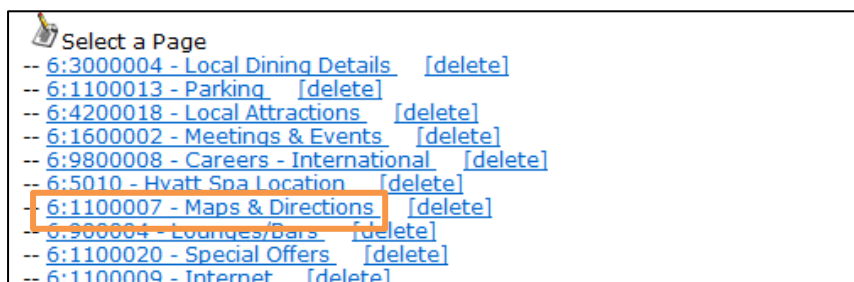 Select a Page
-- 6:3000004 - Local Dining Details [delete]
-- 6:1100013 - Parking [delete]
-- 6:4200018 - Local Attractions [delete]
-- 6:1600002 - Meetings & Events [delete]
-- 6:9800008 - Careers - International [delete]
-- 6:5010 - Hyatt Spa Location [delete]
-- 6:1100007 - Maps & Directions [delete]
-- 6:900004 - Lounges/Bars [delete]
-- 6:1100020 - Special Offers [delete]
-- 6:1100009 - Internet [delete]